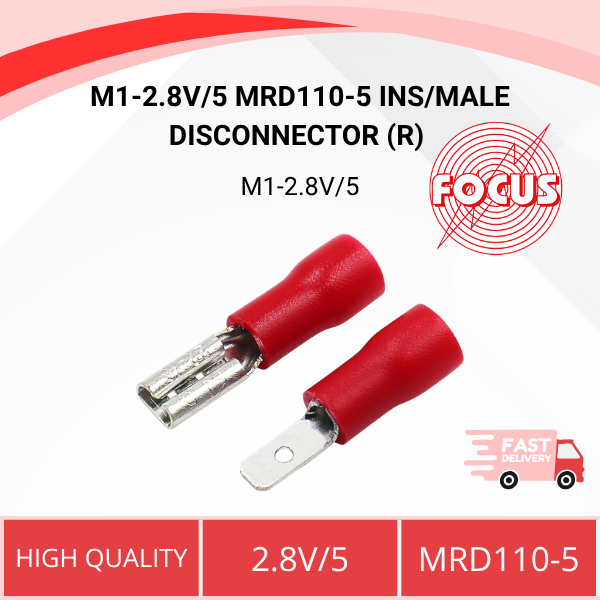 M1-2.8V/5 MRD110-5 INS/MALE
DISCONNECTOR (R)
M1-2.8V/5
FOCUS
FAST
DELIVERY
HIGH QUALITY
2.8V/5
MRD110-5